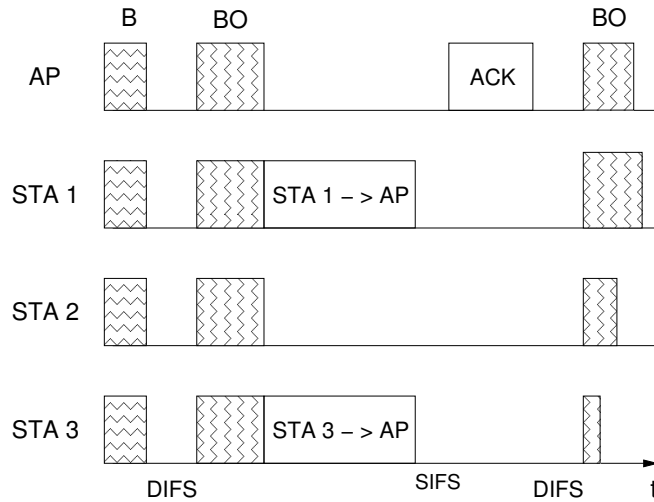 B BO BO
AP ACK
STA 1 STA 1 − > AP
STA 2
STA 3 STA 3 − > AP
DIFS SIFS DIFS t